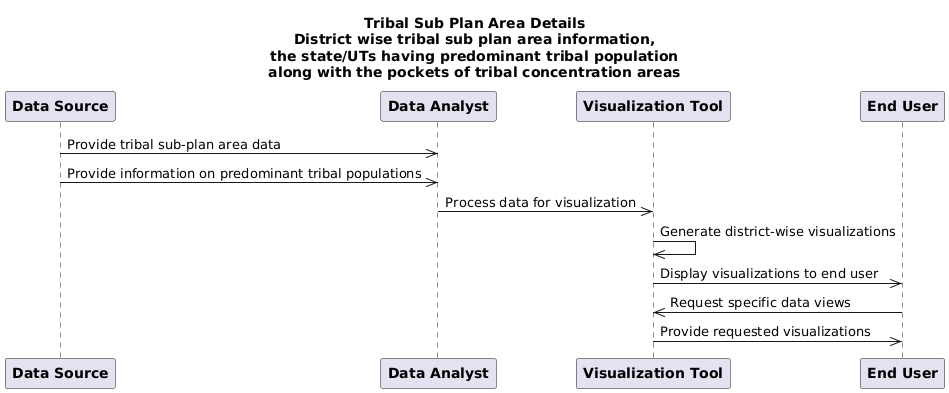 Tribal Sub Plan Area Details
District wise tribal sub plan area information,
the state/UTs having predominant tribal population
along with the pockets of tribal concentration areas
Data Source
Data Analyst
Visualization Tool
End User
Provide tribal sub-plan area data
Provide information on predominant tribal populations
Process data for visualization
Generate district-wise visualizations
Display visualizations to end user
Request specific data views
Provide requested visualizations
Data Source
Data Analyst
Visualization Tool
End User